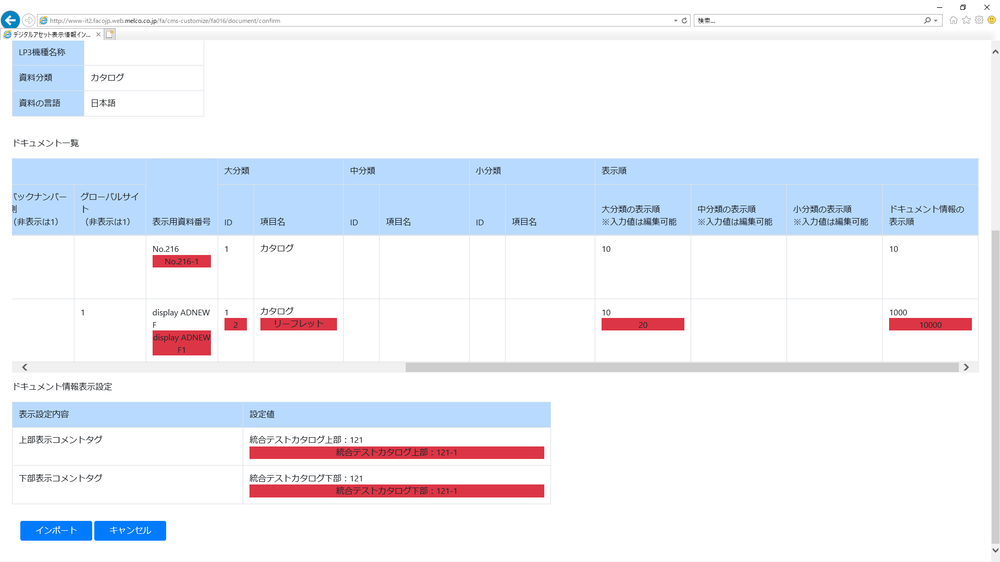 http://www-it2.facojp.web.melco.co.jp/fa/cms-customize/fa016/document/confirm
検索...
デジタルアセット表示情報イン...
LP3機種名称
資料分類 カタログ
資料の言語 日本語
ドキュメント一覧
大分類 中分類 小分類 表示順
バックナンバー
側
(非表示は1)
グローバルサイ
ト
(非表示は1)
表示用資料番号
ID
項目名
ID
項目名
ID
項目名
大分類の表示順
※入力値は編集可能
中分類の表示順
※入力値は編集可能
小分類の表示順
※入力値は編集可能
ドキュメント情報の
表示順
No.216 1 カタログ 10 10
No.216-1
1 display ADNEW 1 カタログ 10 1000
F 2 リーフレット 20 10000
display ADNEW
F1
ドキュメント情報表示設定
表示設定内容 設定値
上部表示コメントタグ 統合テストカタログ上部：121
統合テストカタログ上部：121-1
下部表示コメントタグ 統合テストカタログ下部：121
統合テストカタログ下部：121-1
インポート キャンセル